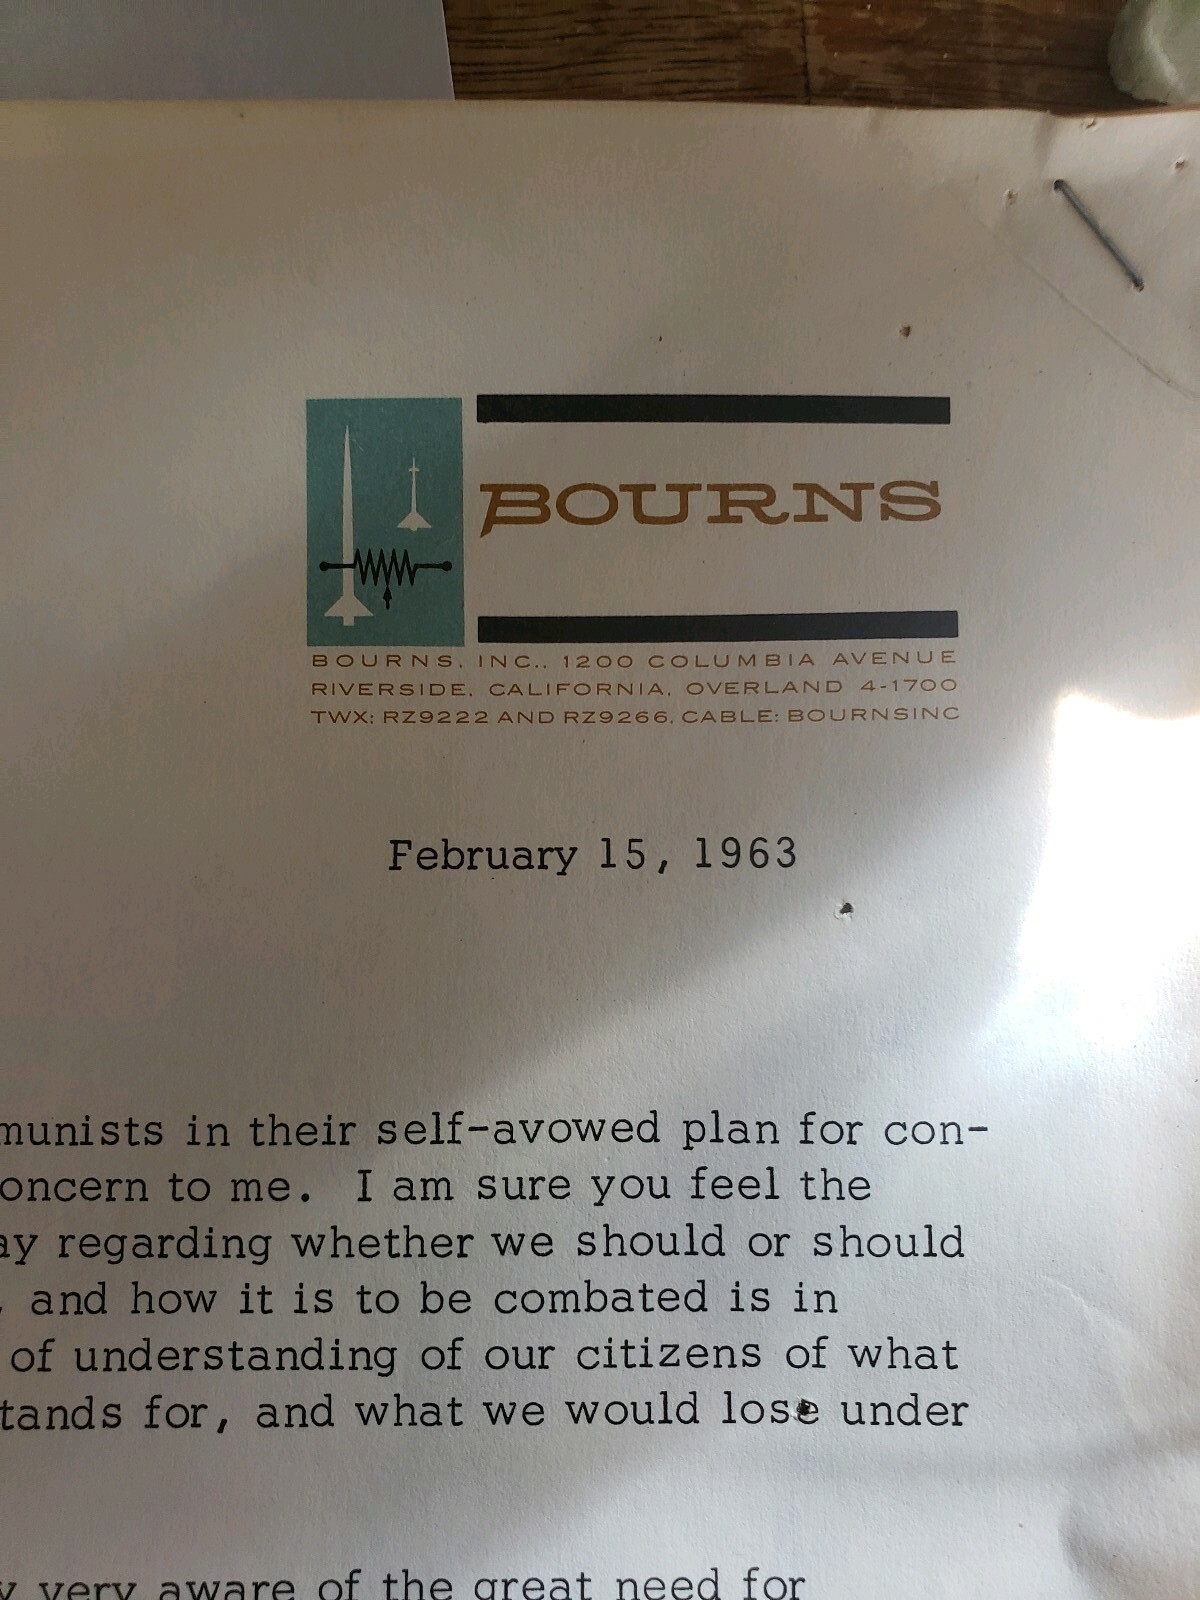 BOURNS
BOURNS, INC., 1200 COLUMBIA AVENUE
RIVERSIDE, CALIFORNIA, OVERLAND 4-1700
TWX: RZ9222 AND RZ9266, CABLE: BOURNSINC
February 15, 1963
munists in their self-avowed plan for con-
oncern to me. I am sure you feel the
ay regarding whether we should or should
, and how it is to be combated is in
of understanding of our citizens of what
tands for, and what we would lose under
y very aware of the great need for